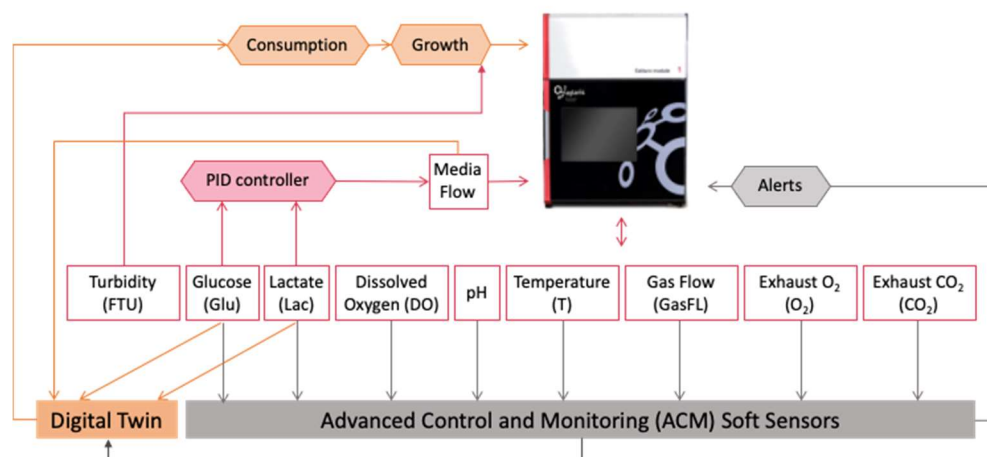 Consumption
Growth
PID controller
Media
Flow
Alerts
Turbidity
(FTU)
Glucose
(Glu)
Lactate
(Lac)
Dissolved
Oxygen (DO)
pH
Temperature
(T)
Gas Flow
(GasFL)
Exhaust O₂
(O₂)
Exhaust CO₂
(CO₂)
Digital Twin
Advanced Control and Monitoring (ACM) Soft Sensors